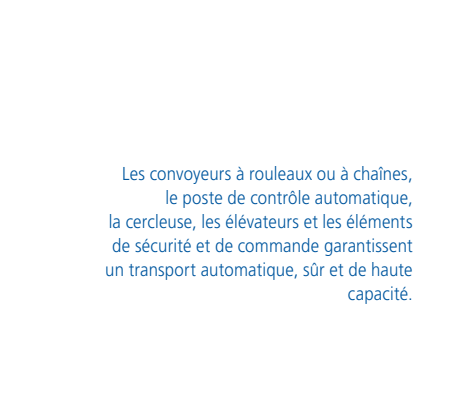 Les convoyeurs à rouleaux ou à chaînes,
le poste de contrôle automatique,
la cercleuse, les élévateurs et les éléments
de sécurité et de commande garantissent
un transport automatique, sûr et de haute
capacité.